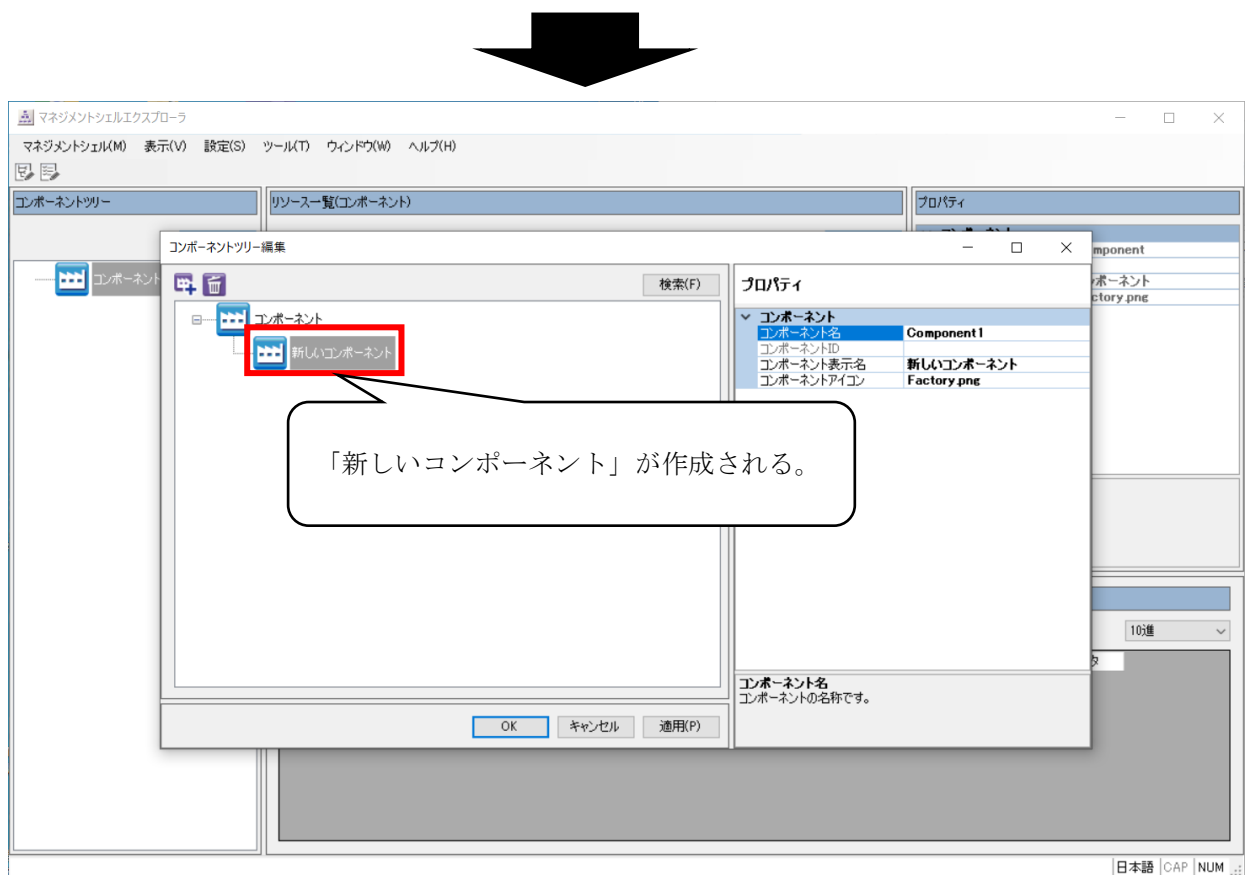 マネジメントシェルエクスプローラ
マネジメントシェル(M) 表示(V) 設定(S) ツール(T) ウィンドウ(W) ヘルプ(H)
コンポーネントツリー
リソース一覧(コンポーネント)
プロパティ
コンポーネント
mponent
ポーネント
ctory.png
コンポーネントツリー編集
検索(F)
コンポーネント
新しいコンポーネント
プロパティ
コンポーネント
コンポーネント名 Component1
コンポーネントID
コンポーネント表示名 新しいコンポーネント
コンポーネントアイコン Factory.png
「新しいコンポーネント」が作成される。
コンポーネント名
コンポーネントの名称です。
OK キャンセル 適用(P)
10進
タ
日本語 CAP NUM